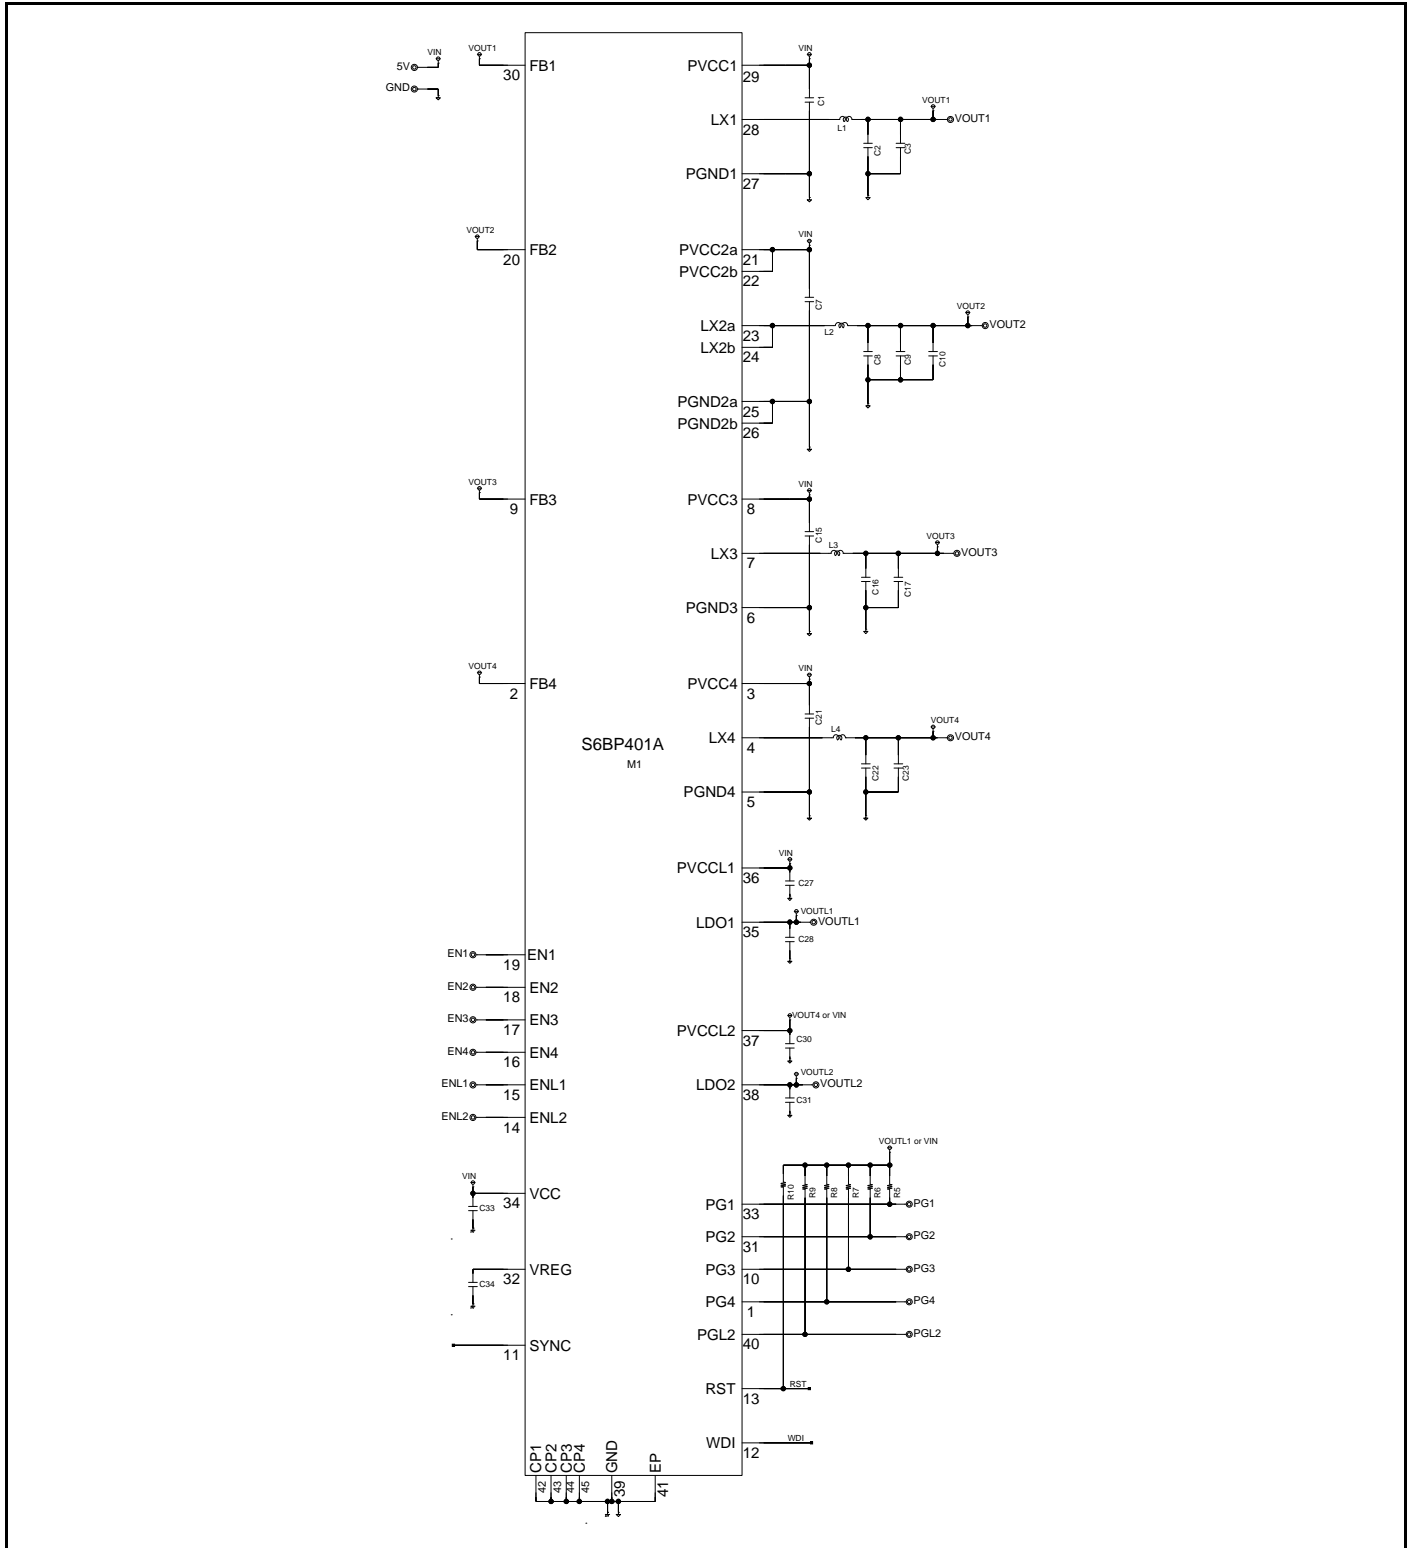 VIN
5V
GND
VOUT1
FB1
30
PVCC1
29
VIN
C1
LX1
28
L1
C2
C3
VOUT1
VOUT1
PGND1
27
VOUT2
FB2
20
PVCC2a
21
PVCC2b
22
VIN
C7
LX2a
23
LX2b
24
L2
C8
C9
C10
VOUT2
VOUT2
PGND2a
25
PGND2b
26
VOUT3
FB3
9
PVCC3
8
VIN
C15
LX3
7
L3
C16
C17
VOUT3
VOUT3
PGND3
6
VOUT4
FB4
2
PVCC4
3
VIN
C21
S6BP401A
M1
LX4
4
L4
C22
C23
VOUT4
VOUT4
PGND4
5
PVCCL1
36
VIN
C27
LDO1
35
VOUTL1
VOUTL1
C28
EN1
EN1
19
EN2
EN2
18
EN3
EN3
17
EN4
EN4
16
ENL1
ENL1
15
ENL2
ENL2
14
PVCCL2
37
VOUT4 or VIN
C30
LDO2
38
VOUTL2
VOUTL2
C31
VOUTL1 or VIN
R10
R9
R8
R7
R6
R5
VIN
VCC
34
C33
VREG
32
C34
SYNC
11
PG1
33
PG1
PG2
31
PG2
PG3
10
PG3
PG4
1
PG4
PGL2
40
PGL2
RST
13
RST
WDI
12
WDI
CP1
CP2
CP3
CP4
GND
EP
42
43
44
45
39
41